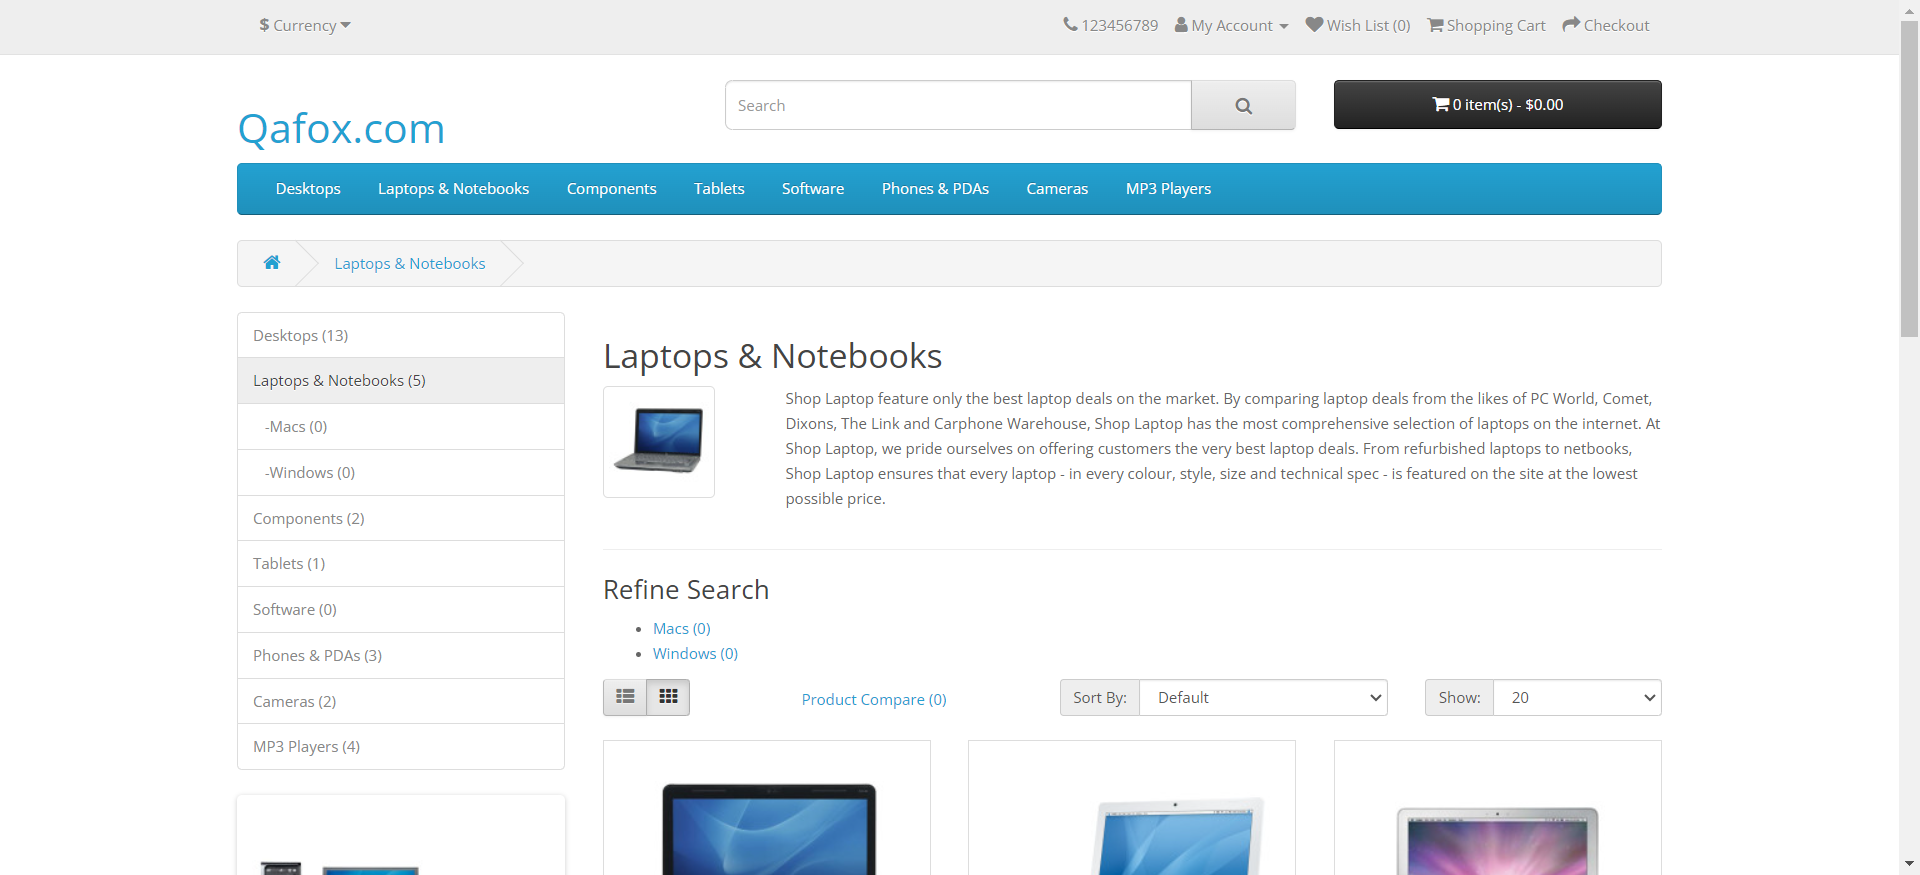 $ Currency
123456789 My Account Wish List (0) Shopping Cart Checkout
Qafox.com
Search
0 item(s) - $0.00
Desktops Laptops & Notebooks Components Tablets Software Phones & PDAs Cameras MP3 Players
Laptops & Notebooks
Desktops (13)
Laptops & Notebooks (5)
-Macs (0)
-Windows (0)
Components (2)
Tablets (1)
Software (0)
Phones & PDAs (3)
Cameras (2)
MP3 Players (4)
Laptops & Notebooks
Shop Laptop feature only the best laptop deals on the market. By comparing laptop deals from the likes of PC World, Comet,
Dixons, The Link and Carphone Warehouse, Shop Laptop has the most comprehensive selection of laptops on the internet. At
Shop Laptop, we pride ourselves on offering customers the very best laptop deals. From refurbished laptops to netbooks,
Shop Laptop ensures that every laptop - in every colour, style, size and technical spec - is featured on the site at the lowest
possible price.
Refine Search
Macs (0)
Windows (0)
Product Compare (0)
Sort By: Default
Show: 20